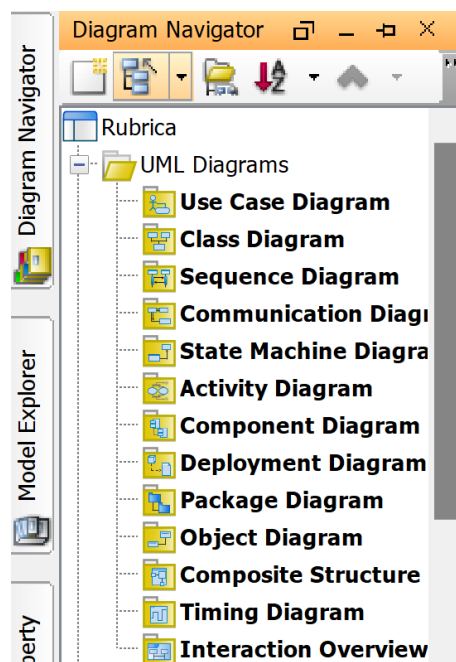 Diagram Navigator
Diagram Navigator
Model Explorer
perty
Rubrica
UML Diagrams
Use Case Diagram
Class Diagram
Sequence Diagram
Communication Diagr
State Machine Diagra
Activity Diagram
Component Diagram
Deployment Diagram
Package Diagram
Object Diagram
Composite Structure
Timing Diagram
Interaction Overview